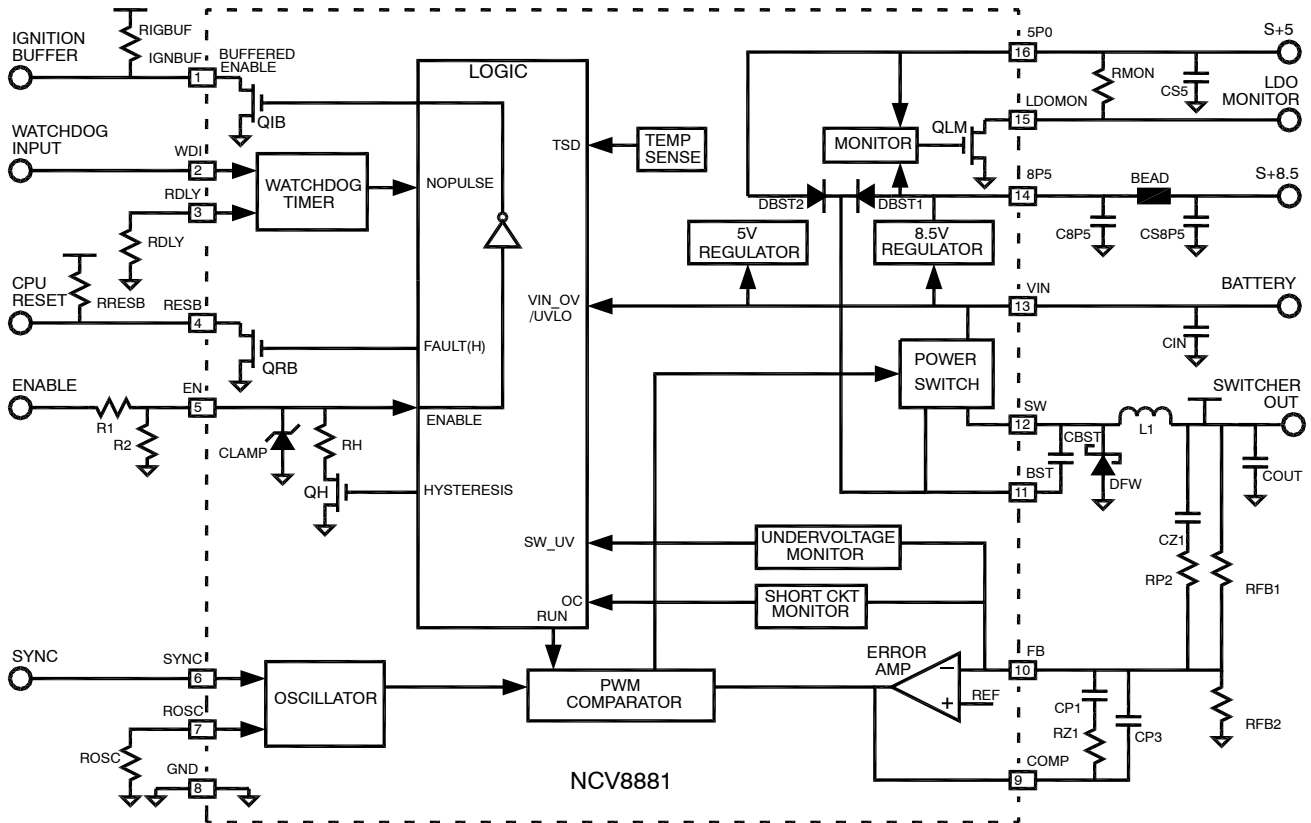 IGNITION
BUFFER
RIGBUF
IGNBUF
1
BUFFERED
ENABLE
QIB
WATCHDOG
INPUT
WDI
2
RDLY
3
RDLY
WATCHDOG
TIMER
CPU
RESET
RRESB
RESB
4
QRB
ENABLE
R1
R2
EN
5
CLAMP
RH
QH
SYNC
SYNC
6
ROSC
7
ROSC
GND
8
OSCILLATOR
LOGIC
NOPULSE
TSD
VIN_OV
/UVLO
FAULT(H)
ENABLE
HYSTERESIS
SW_UV
OC
RUN
TEMP
SENSE
MONITOR
QLM
DBST2
DBST1
5V
REGULATOR
8.5V
REGULATOR
POWER
SWITCH
UNDERVOLTAGE
MONITOR
SHORT CKT
MONITOR
PWM
COMPARATOR
ERROR
AMP
−
+
REF
NCV8881
5P0
16
S+5
RMON
CS5
LDO
MONITOR
LDOMON
15
8P5
14
BEAD
S+8.5
C8P5
CS8P5
VIN
13
BATTERY
CIN
SW
12
SWITCHER
OUT
L1
CBST
BST
11
DFW
COUT
CZ1
RP2
RFB1
FB
10
CP1
RZ1
CP3
RFB2
COMP
9